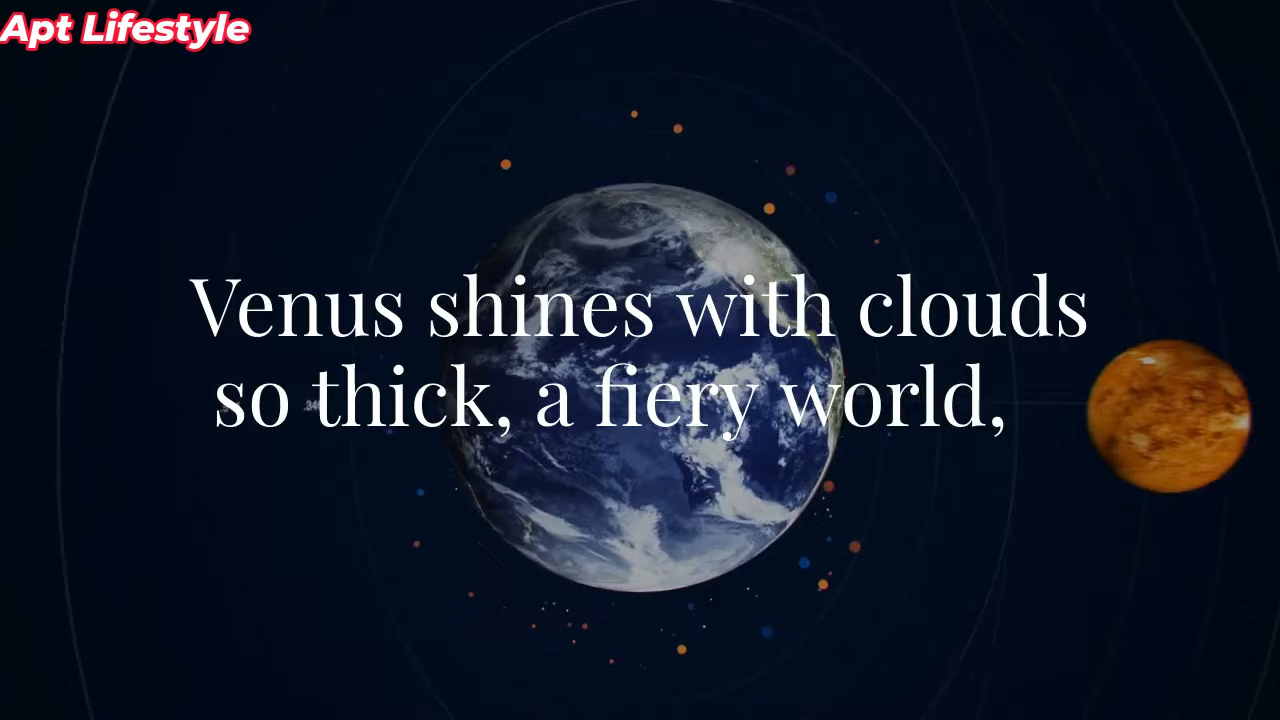 Apt Lifestyle
Venus shines with clouds
so thick, a fiery world,